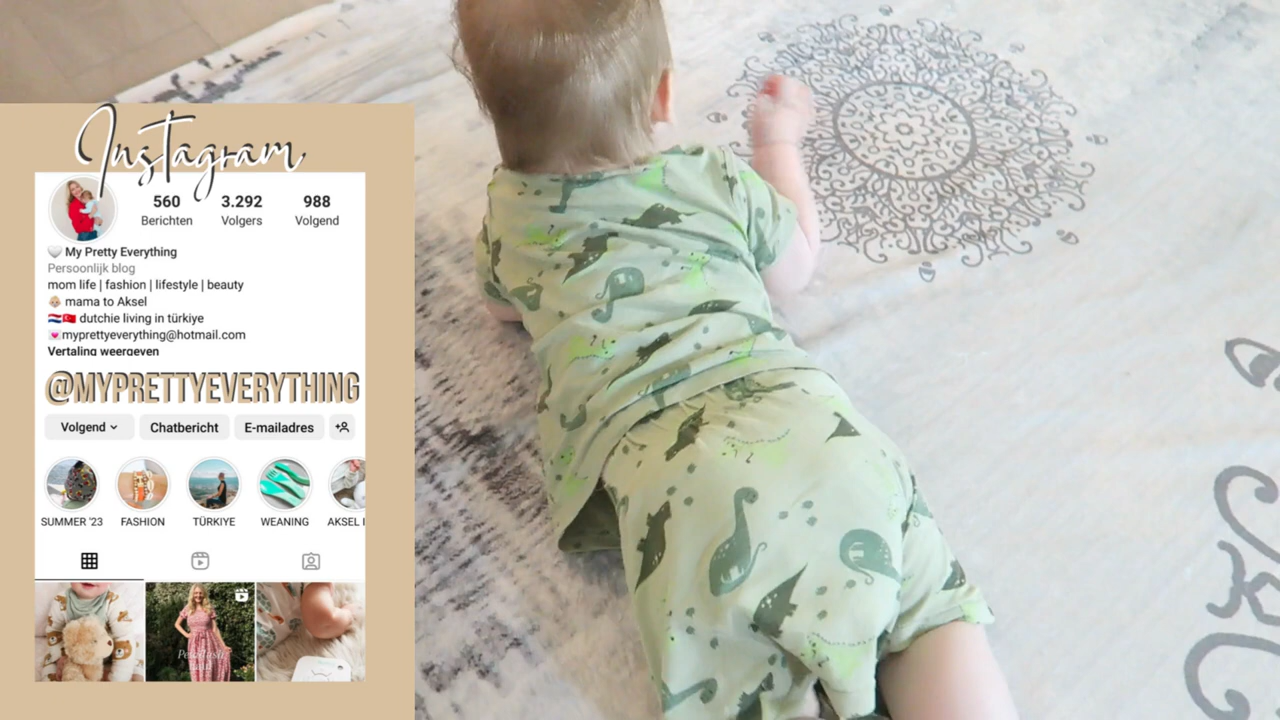 Instagram
560 3.292 988
Berichten Volgers Volgend
🤍 My Pretty Everything
Persoonlijk blog
mom life | fashion | lifestyle | beauty
👶🏼 mama to Aksel
🇳🇱🇹🇷 dutchie living in türkiye
💌myprettyeverything@hotmail.com
Vertaling weergeven
@MYPRETTYEVERYTHING
Volgend Chatbericht E-mailadres
SUMMER '23 FASHION TÜRKIYE WEANING AKSEL